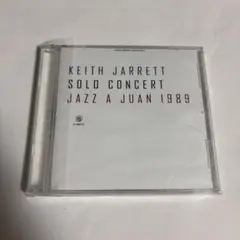 KEITH JARRETT
SOLO CONCERT
JAZZ A JUAN 1989